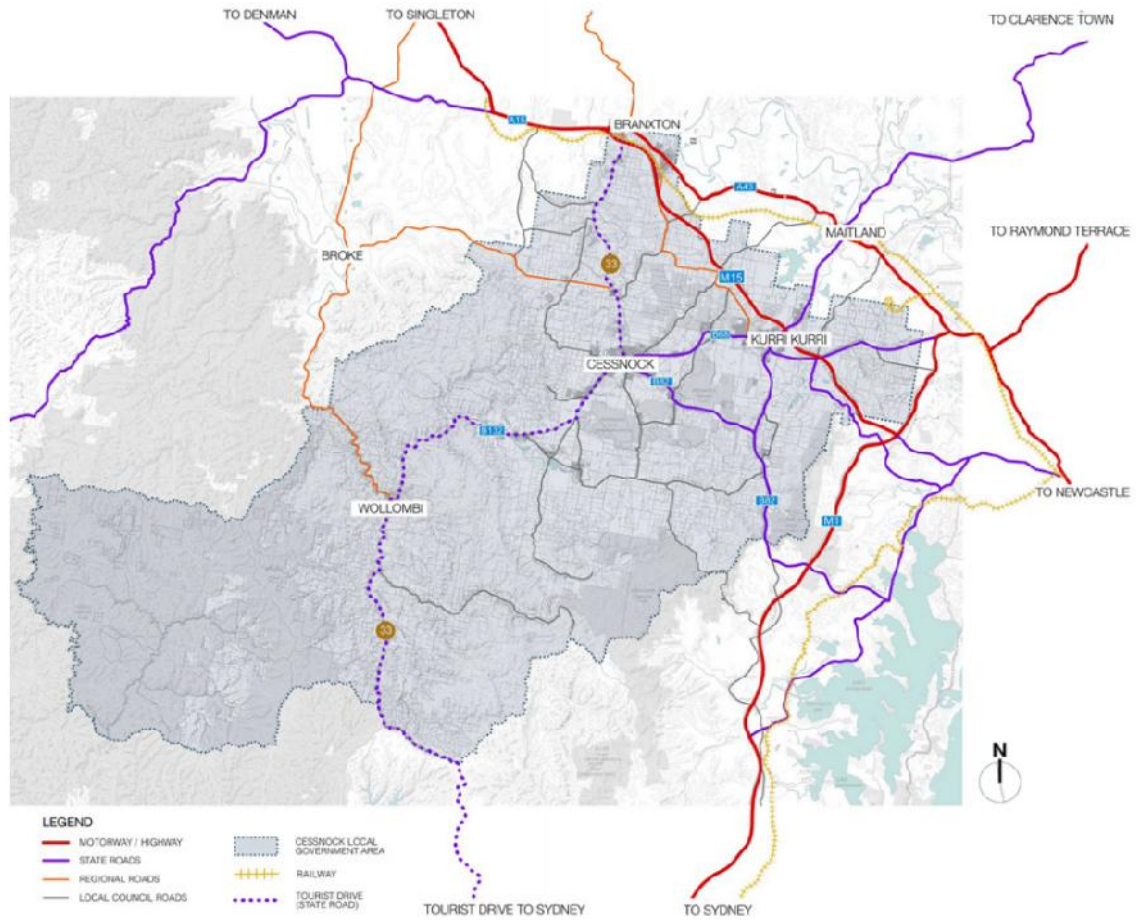 TO DENMAN
TO SINGLETON
TO CLARENCE TOWN
A15
BRANXTON
A43
MAITLAND
TO RAYMOND TERRACE
BROKE
33
M15
B68
KURRI KURRI
CESSNOCK
B82
B132
TO NEWCASTLE
B82
WOLLOMBI
M1
33
N
LEGEND
MOTORWAY / HIGHWAY
STATE ROADS
REGIONAL ROADS
LOCAL COUNCIL ROADS
CESSNOCK LOCAL
GOVERNMENT AREA
RAILWAY
TOURIST DRIVE
(STATE ROAD)
TOURIST DRIVE TO SYDNEY
TO SYDNEY